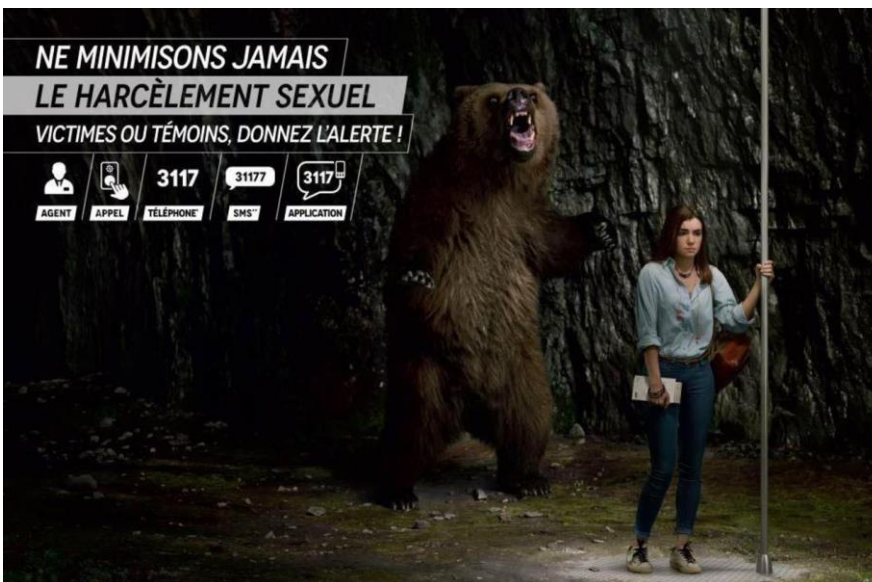 NE MINIMISONS JAMAIS
LE HARCÈLEMENT SEXUEL
VICTIMES OU TÉMOINS, DONNEZ L'ALERTE !
3117 31177 3117
AGENT APPEL TÉLÉPHONE* SMS** APPLICATION